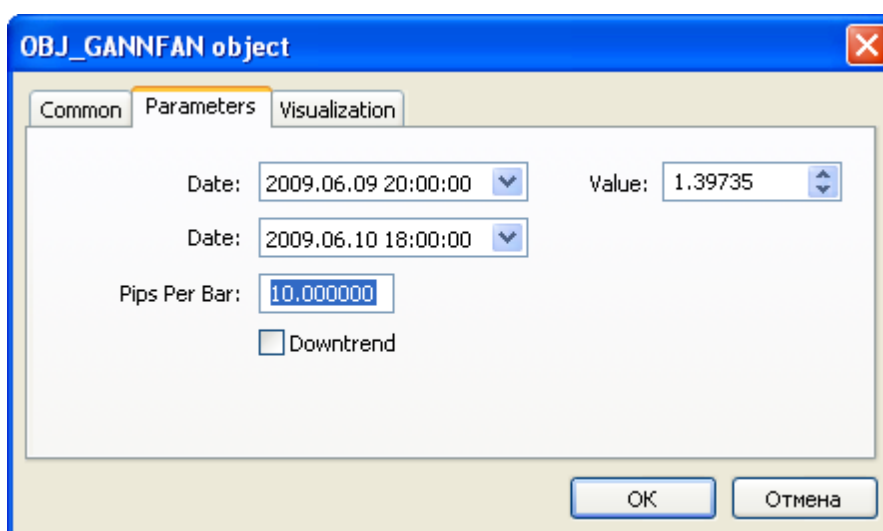 OBJ_GANNFAN object
Common Parameters Visualization
Date: 2009.06.09 20:00:00 Value: 1.39735
Date: 2009.06.10 18:00:00
Pips Per Bar: 10.000000
Downtrend
OK Отмена